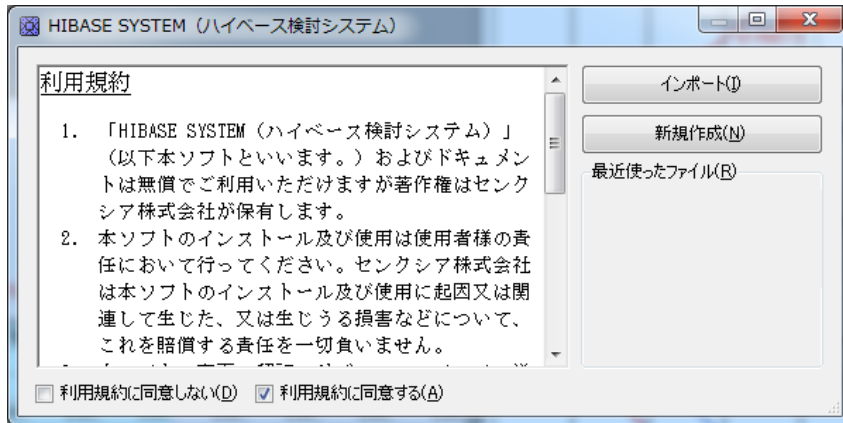 HIBASE SYSTEM（ハイベース検討システム）
利用規約
1. 「HIBASE SYSTEM（ハイベース検討システム）」
（以下本ソフトといいます。）およびドキュメン
トは無償でご利用いただけますが著作権はセンク
シア株式会社が保有します。
2. 本ソフトのインストール及び使用は使用者様の責
任において行ってください。センクシア株式会社
は本ソフトのインストール及び使用に起因又は関
連して生じた、又は生じうる損害などについて、
これを賠償する責任を一切負いません。
利用規約に同意しない(D) 利用規約に同意する(A)
インポート(I)
新規作成(N)
最近使ったファイル(R)